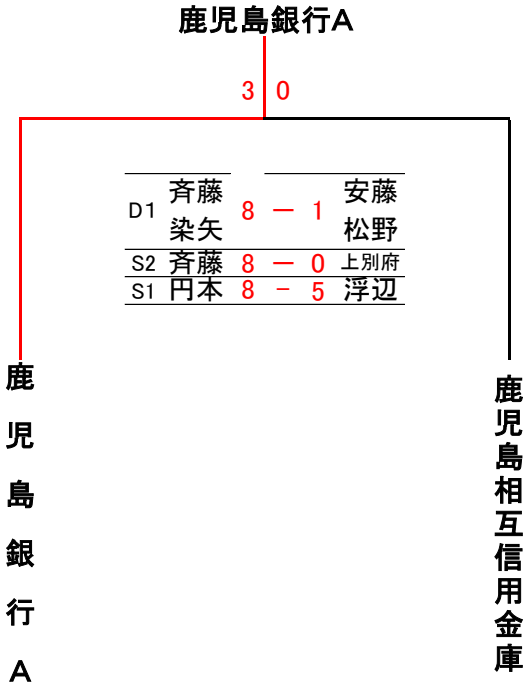 鹿児島銀行A
3 0
D1 斉藤 染矢 8 － 1 安藤 松野
S2 斉藤 8 － 0 上別府
S1 円本 8 － 5 浮辺
鹿児島銀行A
鹿児島相互信用金庫